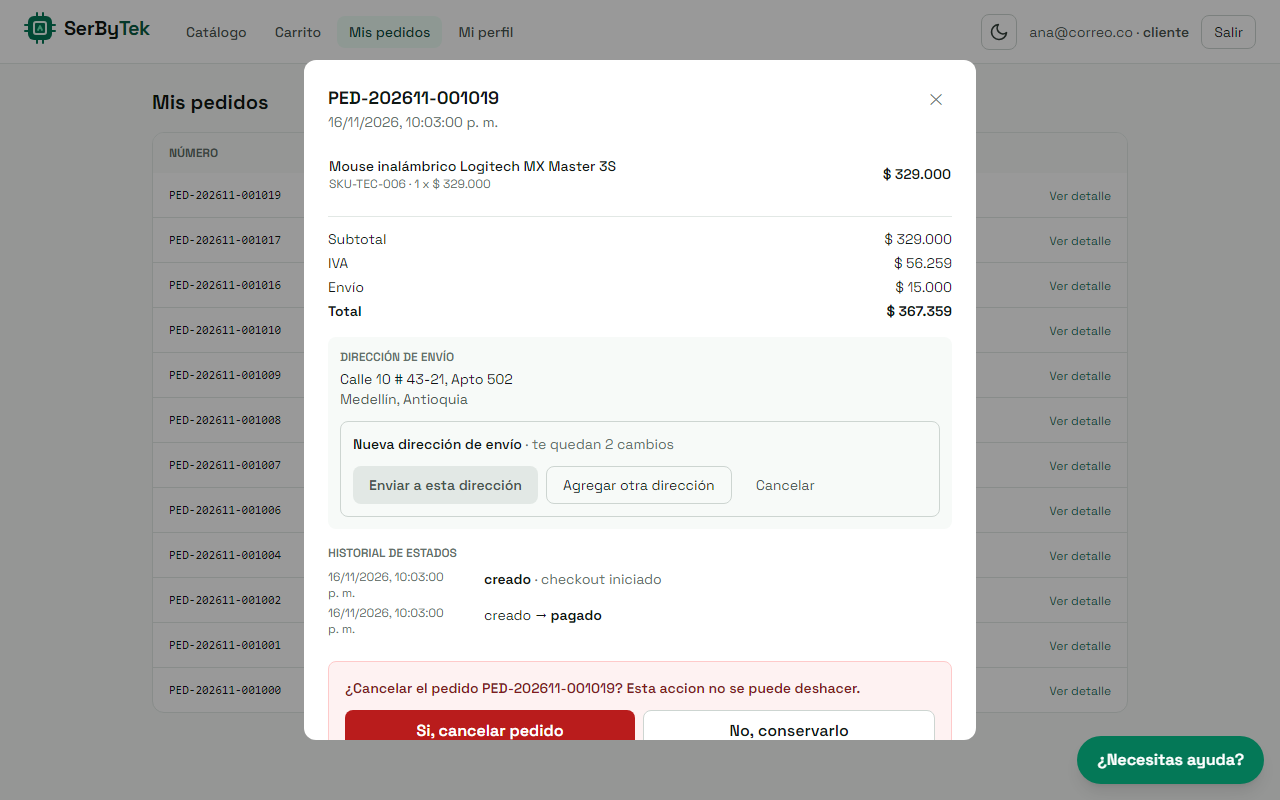 SerByTek
Catálogo
Carrito
Mis pedidos
Mi perfil
ana@correo.co · cliente
Salir
Mis pedidos
NÚMERO
PED-202611-001019
Ver detalle
PED-202611-001017
Ver detalle
PED-202611-001016
Ver detalle
PED-202611-001010
Ver detalle
PED-202611-001009
Ver detalle
PED-202611-001008
Ver detalle
PED-202611-001007
Ver detalle
PED-202611-001006
Ver detalle
PED-202611-001004
Ver detalle
PED-202611-001002
Ver detalle
PED-202611-001001
Ver detalle
PED-202611-001000
Ver detalle
PED-202611-001019
16/11/2026, 10:03:00 p. m.
Mouse inalámbrico Logitech MX Master 3S
SKU-TEC-006 · 1 x $ 329.000
$ 329.000
Subtotal
$ 329.000
IVA
$ 56.259
Envío
$ 15.000
Total
$ 367.359
DIRECCIÓN DE ENVÍO
Calle 10 # 43-21, Apto 502
Medellín, Antioquia
Nueva dirección de envío · te quedan 2 cambios
Enviar a esta dirección
Agregar otra dirección
Cancelar
HISTORIAL DE ESTADOS
16/11/2026, 10:03:00
p. m.
creado · checkout iniciado
16/11/2026, 10:03:00
p. m.
creado → pagado
¿Cancelar el pedido PED-202611-001019? Esta accion no se puede deshacer.
Si, cancelar pedido
No, conservarlo
¿Necesitas ayuda?